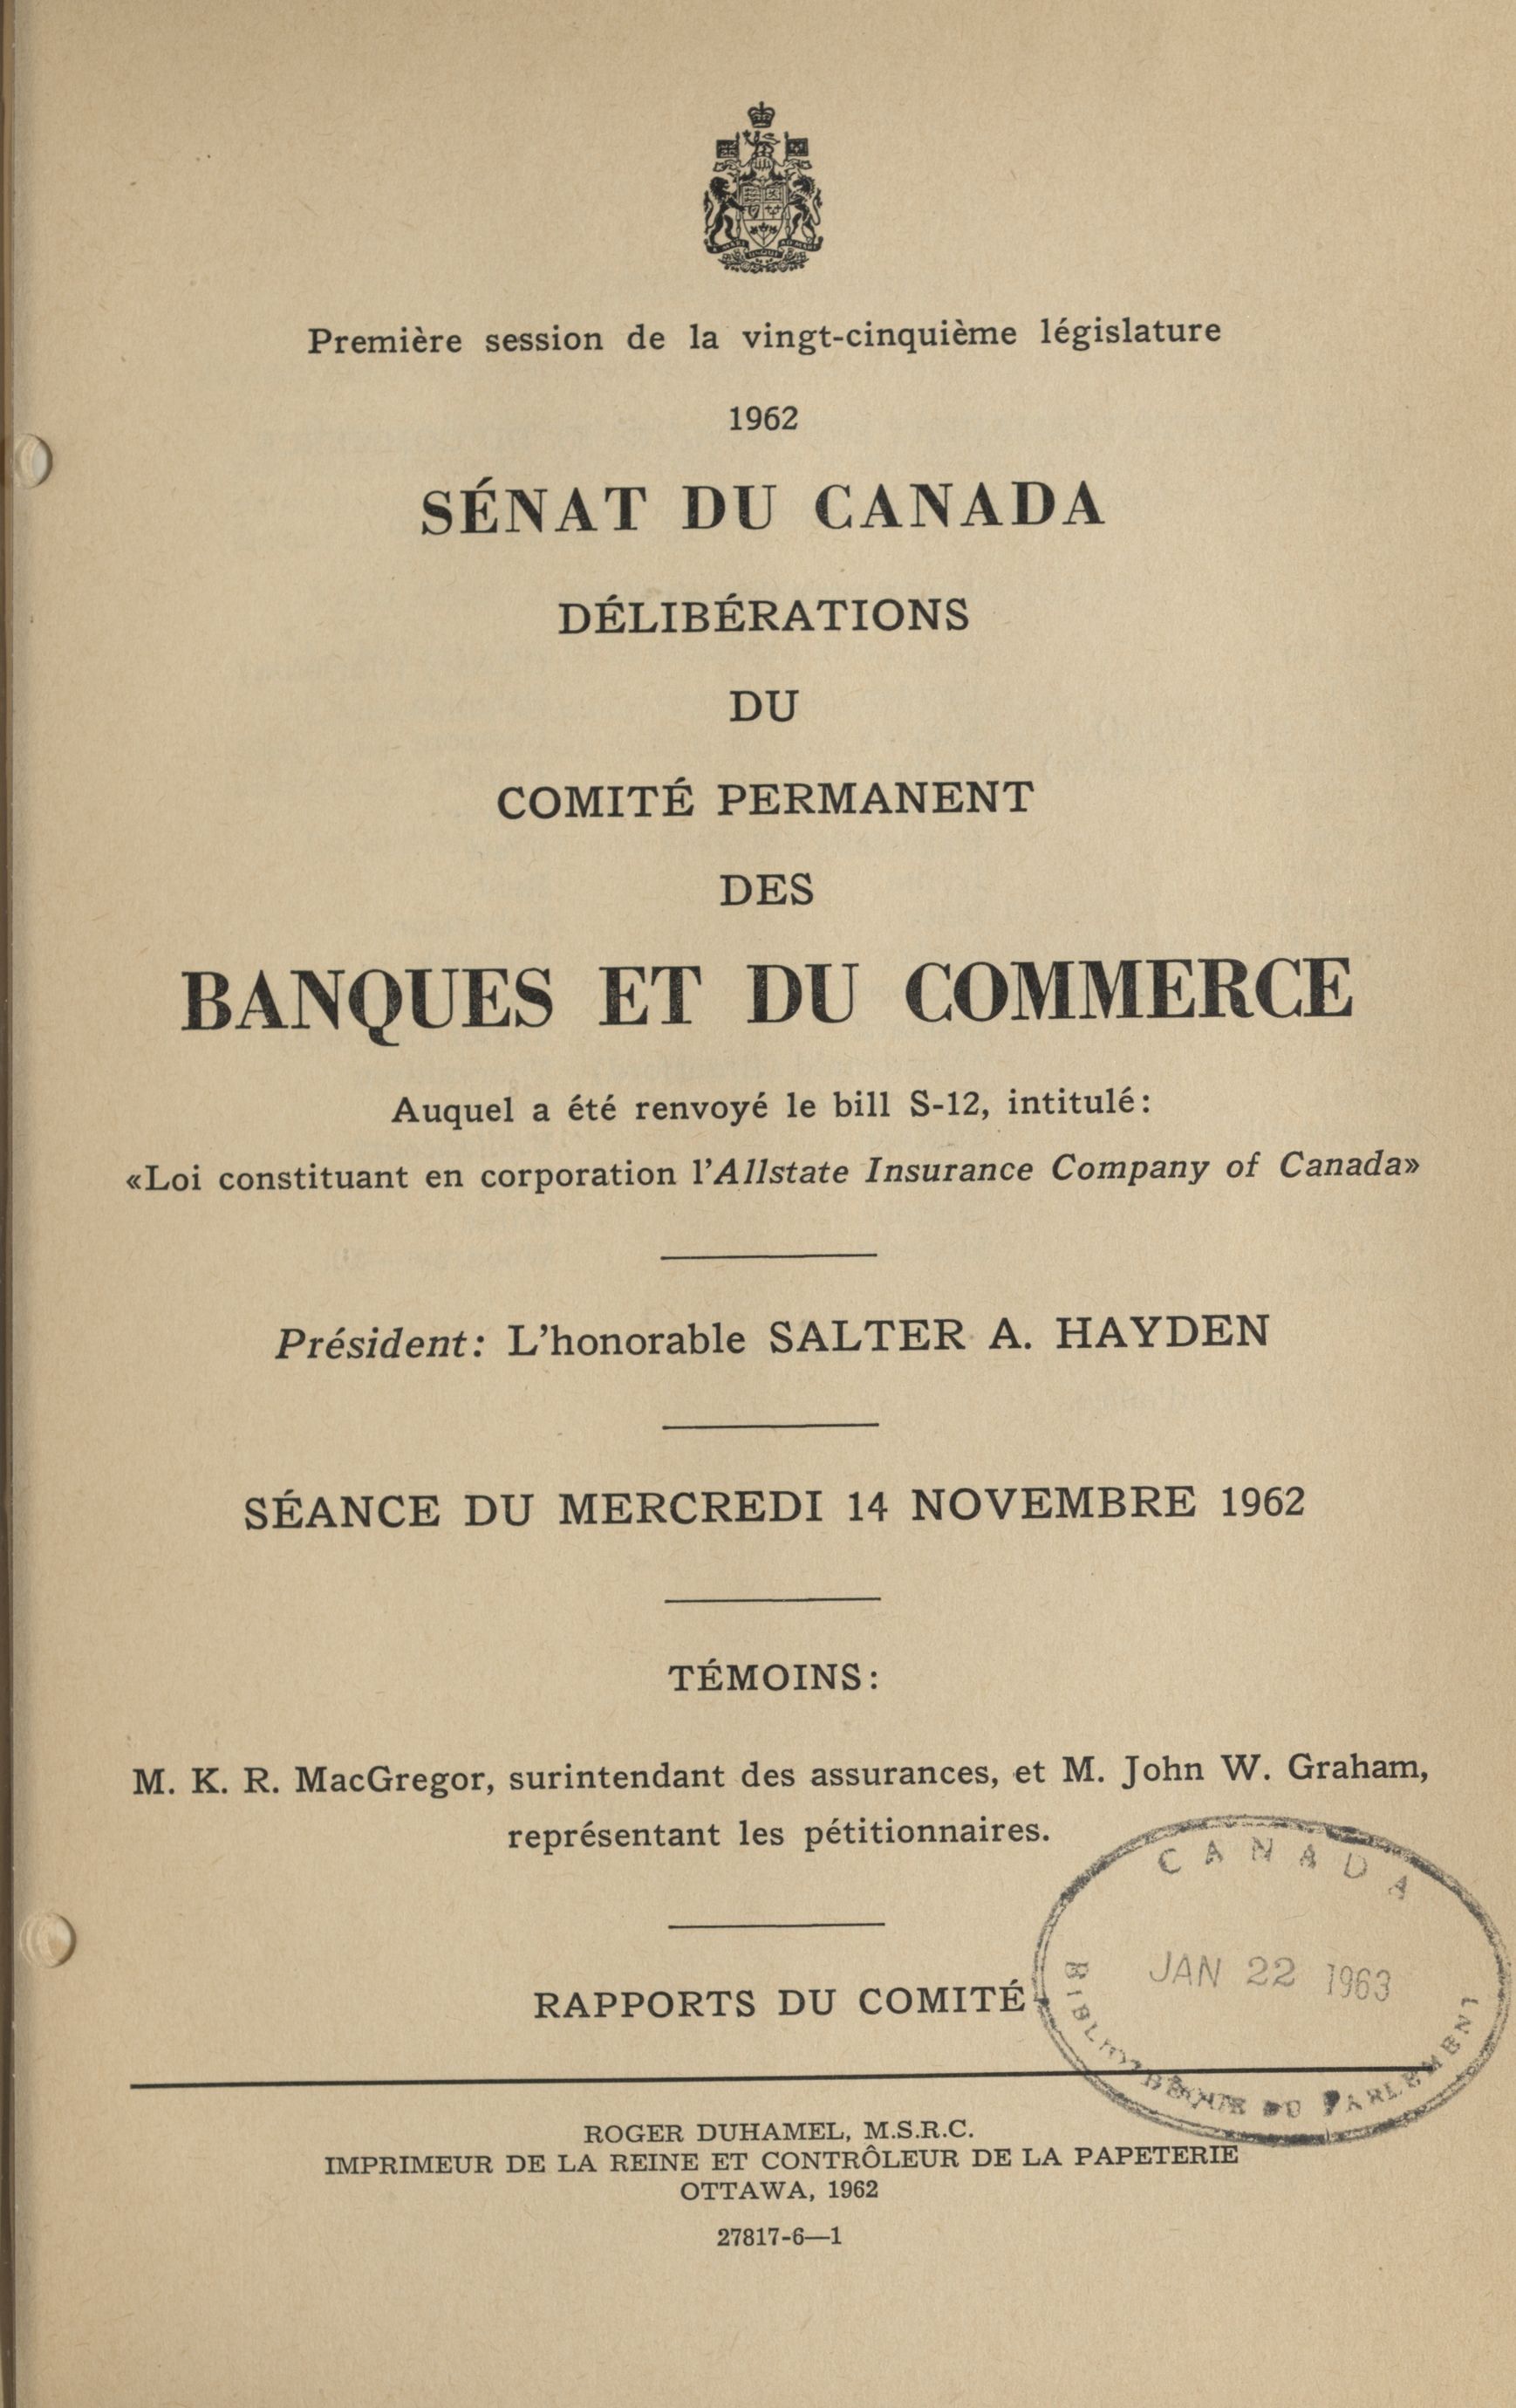 Première session de la vingt-cinquième législature
1962
SÉNAT DU CANADA
DÉLIBÉRATIONS
DU
COMITÉ PERMANENT
DES
BANQUES ET DU COMMERCE
Auquel a été renvoyé le bill S-12, intitulé:
«Loi constituant en corporation l'Allstate Insurance Company of Canada»
Président: L'honorable SALTER A. HAYDEN
SÉANCE DU MERCREDI 14 NOVEMBRE 1962
TÉMOINS:
M. K. R. MacGregor, surintendant des assurances, et M. John W. Graham,
représentant les pétitionnaires.
CANADA
JAN 22 1963
BIBLIOTHÈQUE DU PARLEMENT
RAPPORTS DU COMITÉ
ROGER DUHAMEL, M.S.R.C.
IMPRIMEUR DE LA REINE ET CONTRÔLEUR DE LA PAPETERIE
OTTAWA, 1962
27817-6—1